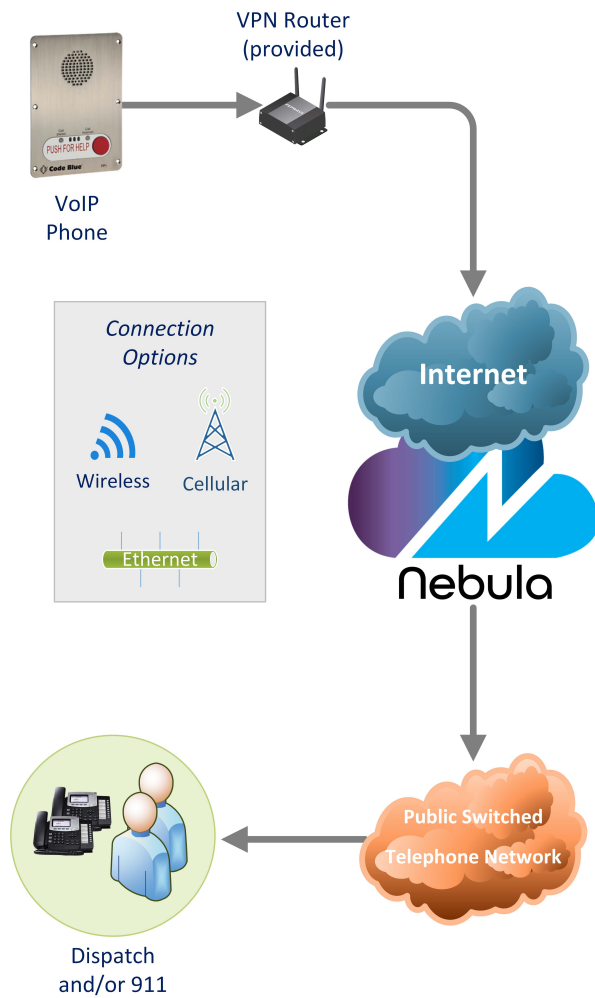 VPN Router
(provided)
PUSH FOR HELP
Code Blue
VoIP
Phone
Connection
Options
Wireless
Cellular
Ethernet
Internet
Nebula
Public Switched
Telephone Network
Dispatch
and/or 911